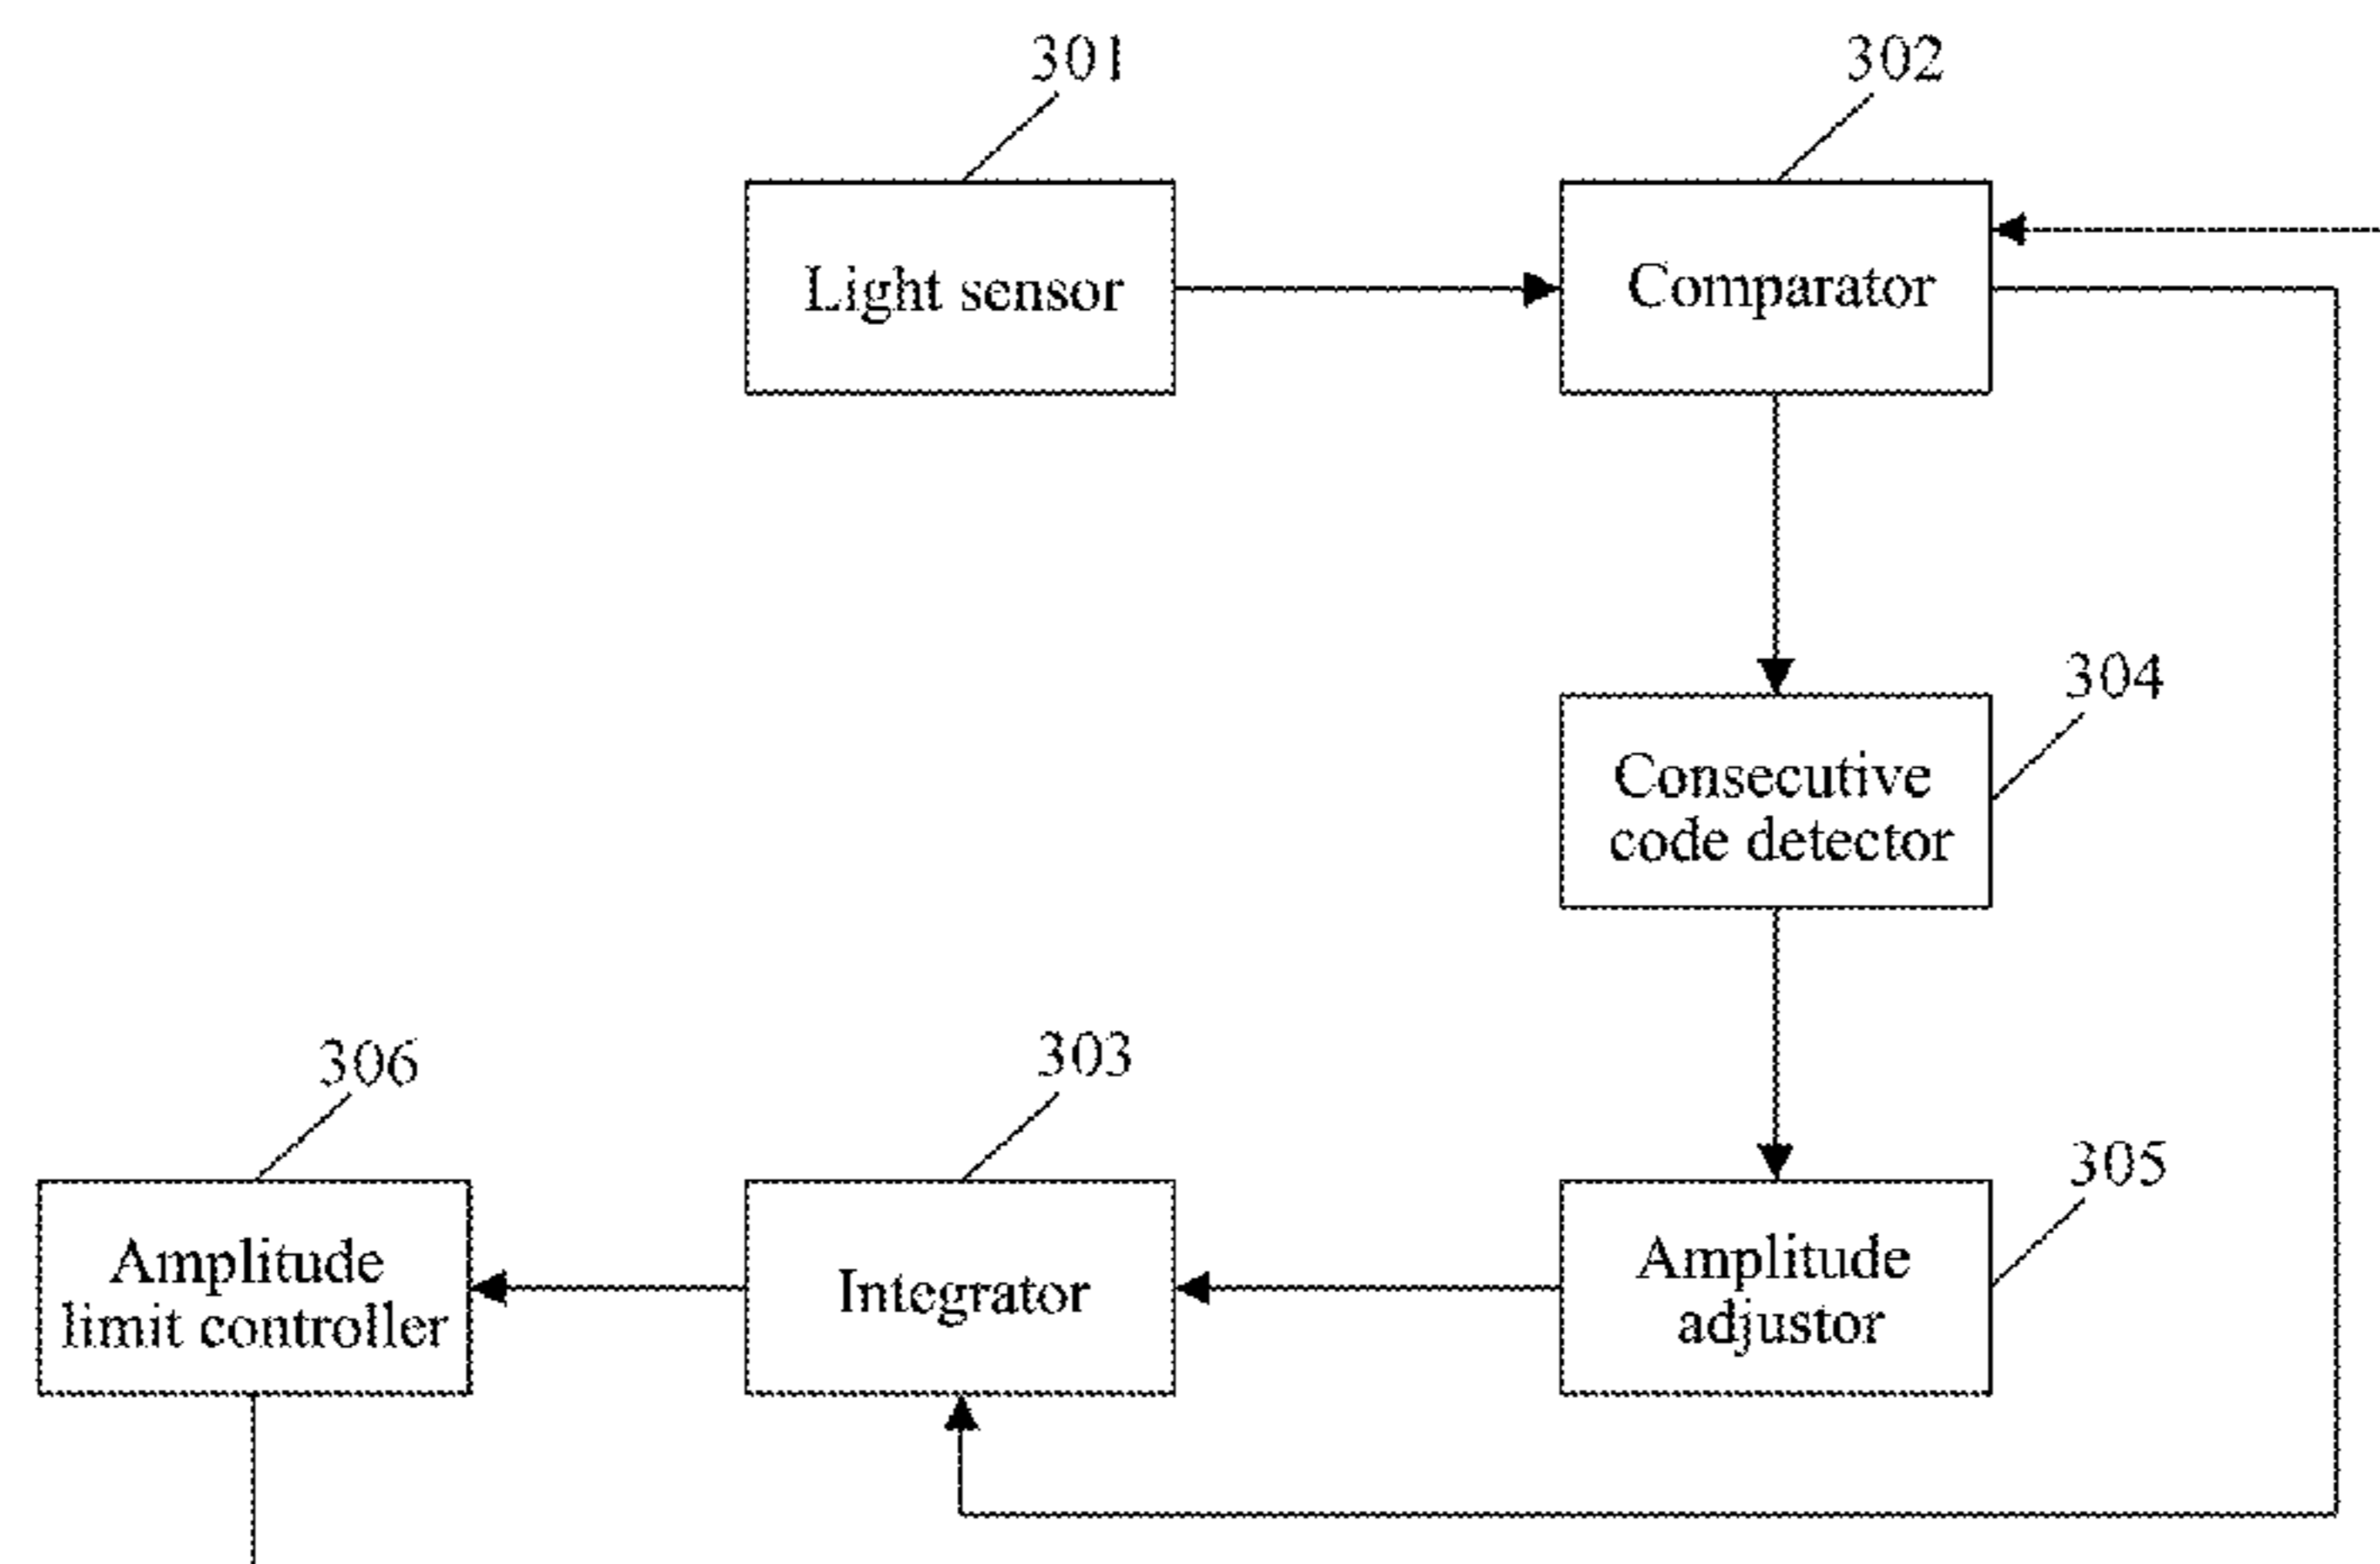 301
302
Light sensor
Comparator
304
Consecutive
code detector
306
303
305
Amplitude
limit controller
Integrator
Amplitude
adjustor